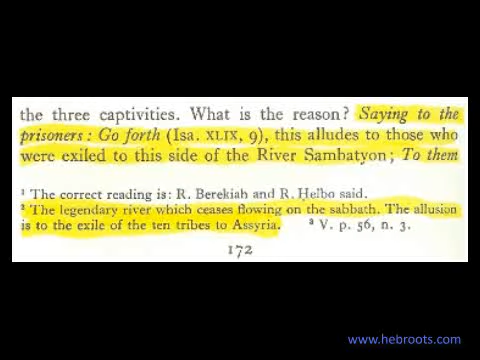 the three captivities. What is the reason? Saying to the
prisoners: Go forth (Isa. XLIX, 9), this alludes to those who
were exiled to this side of the River Sambatyon; To them
¹ The correct reading is: R. Berekiah and R. Ḥelbo said.
² The legendary river which ceases flowing on the sabbath. The allusion
is to the exile of the ten tribes to Assyria. ³ V. p. 56, n. 3.
172
www.hebroots.com